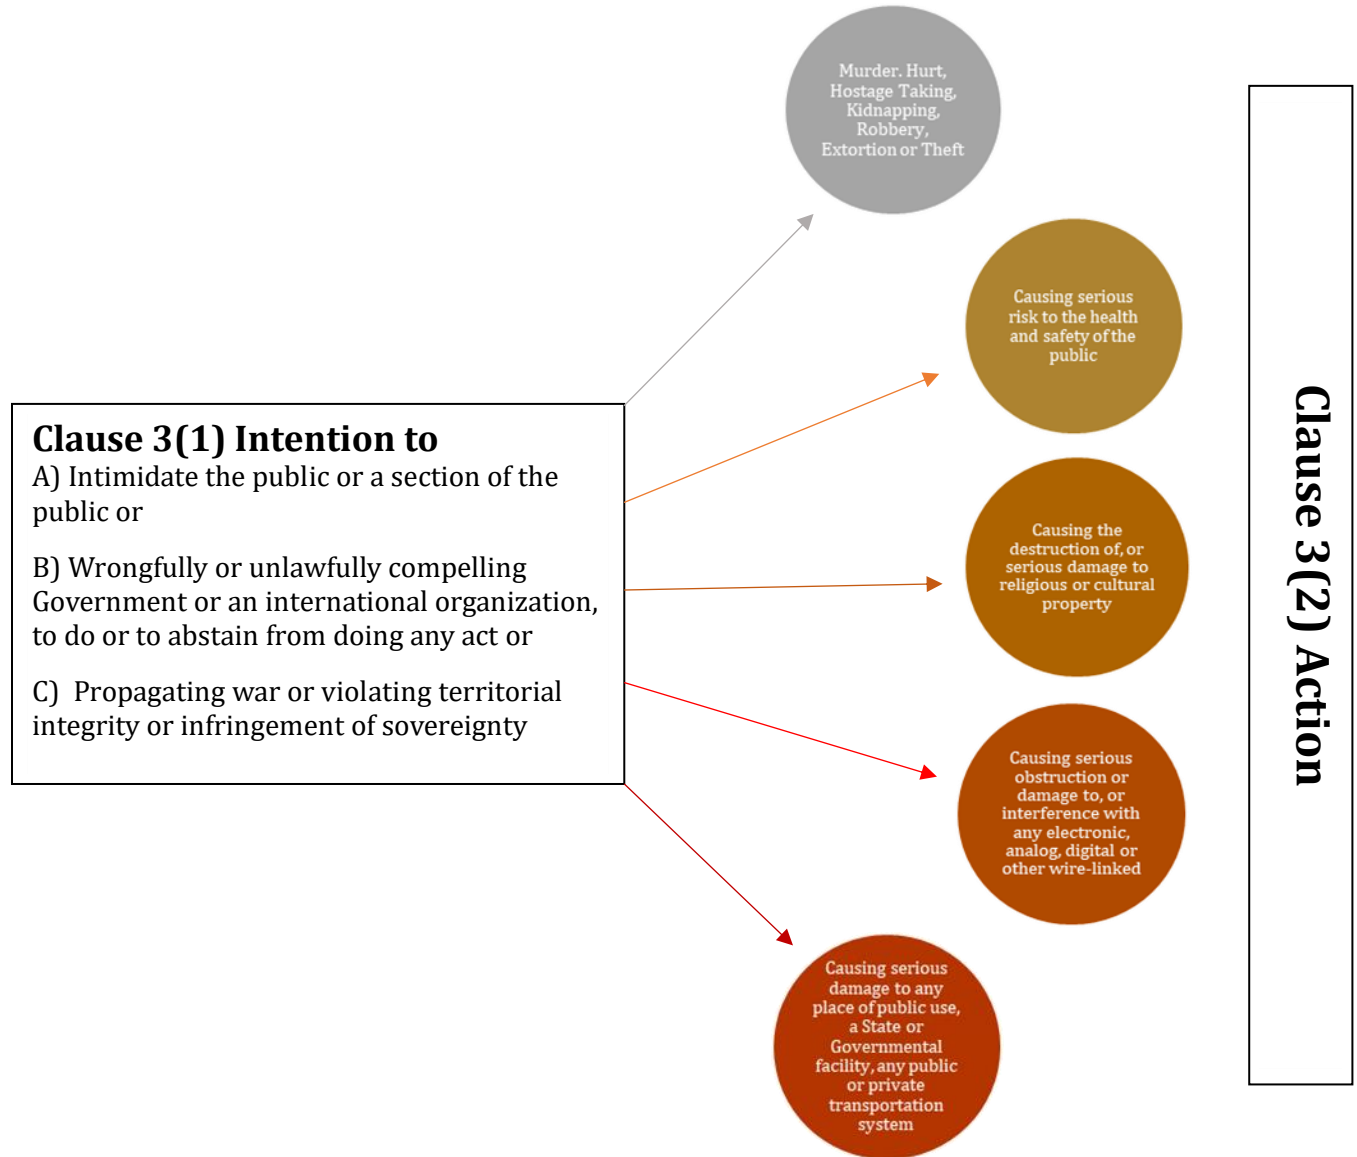 Murder. Hurt,
Hostage Taking,
Kidnapping,
Robbery,
Extortion or Theft
Causing serious
risk to the health
and safety of the
public
Clause 3(1) Intention to
A) Intimidate the public or a section of the
public or
B) Wrongfully or unlawfully compelling
Government or an international organization,
to do or to abstain from doing any act or
C) Propagating war or violating territorial
integrity or infringement of sovereignty
Causing the
destruction of, or
serious damage to
religious or cultural
property
Causing serious
obstruction or
damage to, or
interference with
any electronic,
analog, digital or
other wire-linked
Causing serious
damage to any
place of public use,
a State or
Governmental
facility, any public
or private
transportation
system
Clause 3(2) Action